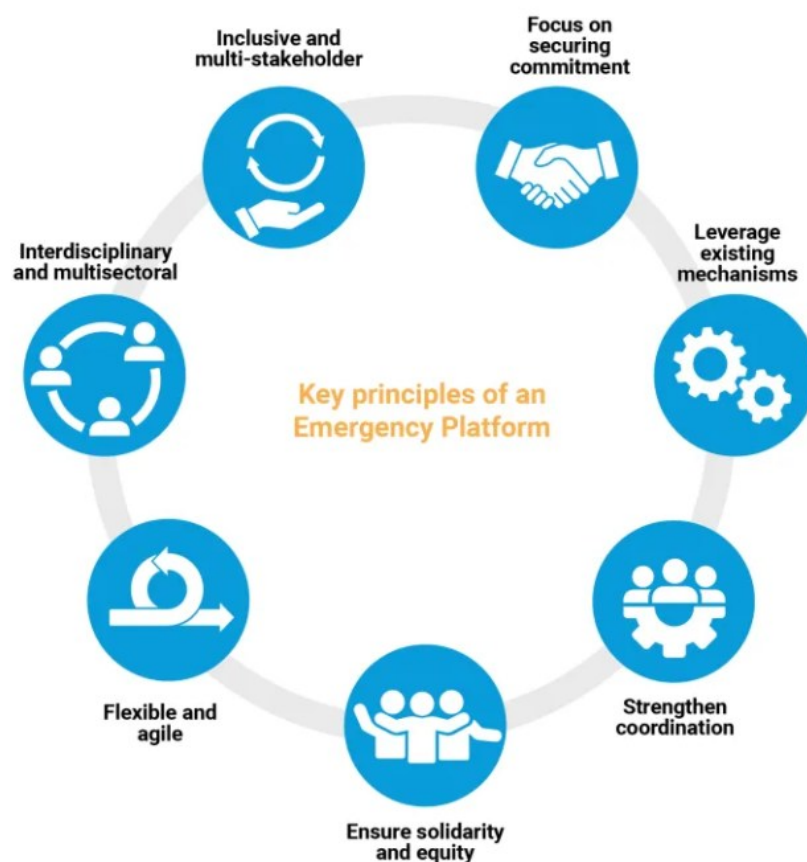 Inclusive and
multi-stakeholder
Focus on
securing
commitment
Leverage
existing
mechanisms
Interdisciplinary
and multisectoral
Key principles of an
Emergency Platform
Strengthen
coordination
Flexible and
agile
Ensure solidarity
and equity